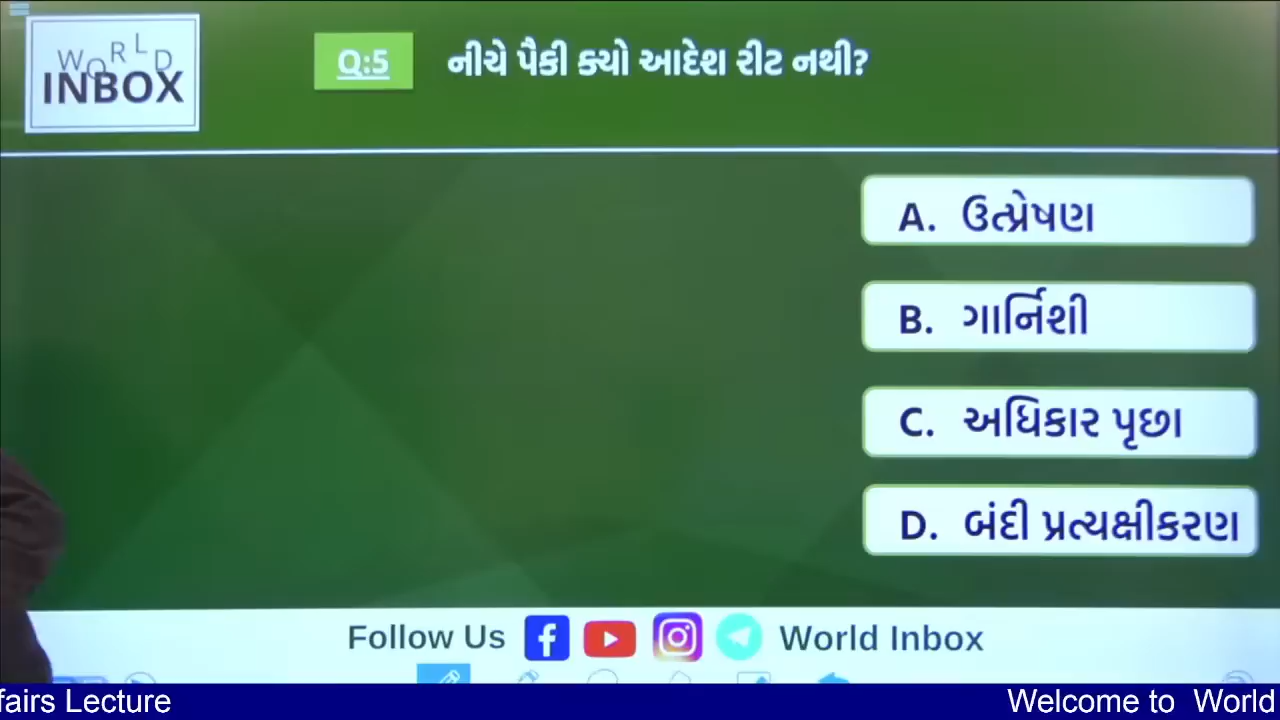 WORLD
INBOX
Q:5 નીચે પૈકી ક્યો આદેશ રીટ નથી?
A. ઉત્પ્રેષણ
B. ગાર્નિશી
C. અધિકાર પૃછા
D. બંદી પ્રત્યક્ષીકરણ
Follow Us World Inbox
fairs Lecture Welcome to World